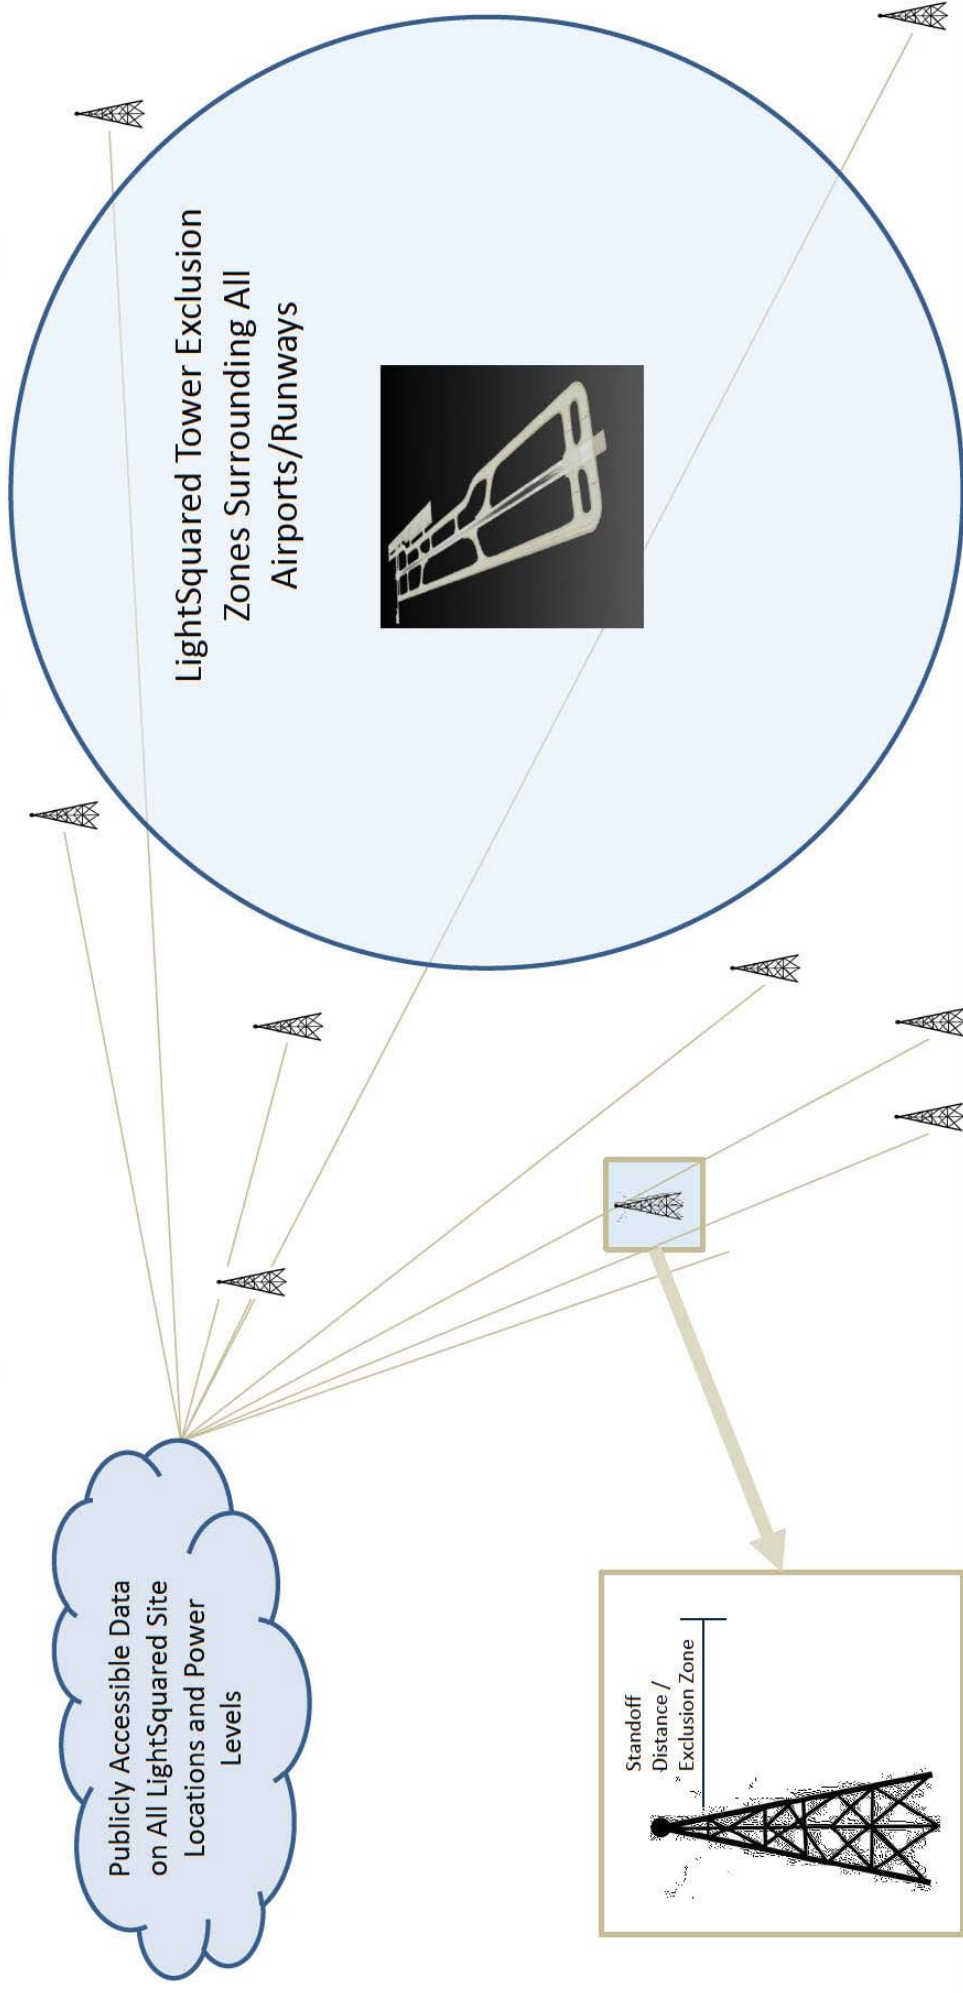 Publicly Accessible Data
on All LightSquared Site
Locations and Power
Levels
LightSquared Tower Exclusion
Zones Surrounding All
Airports/Runways
Standoff
Distance /
Exclusion Zone